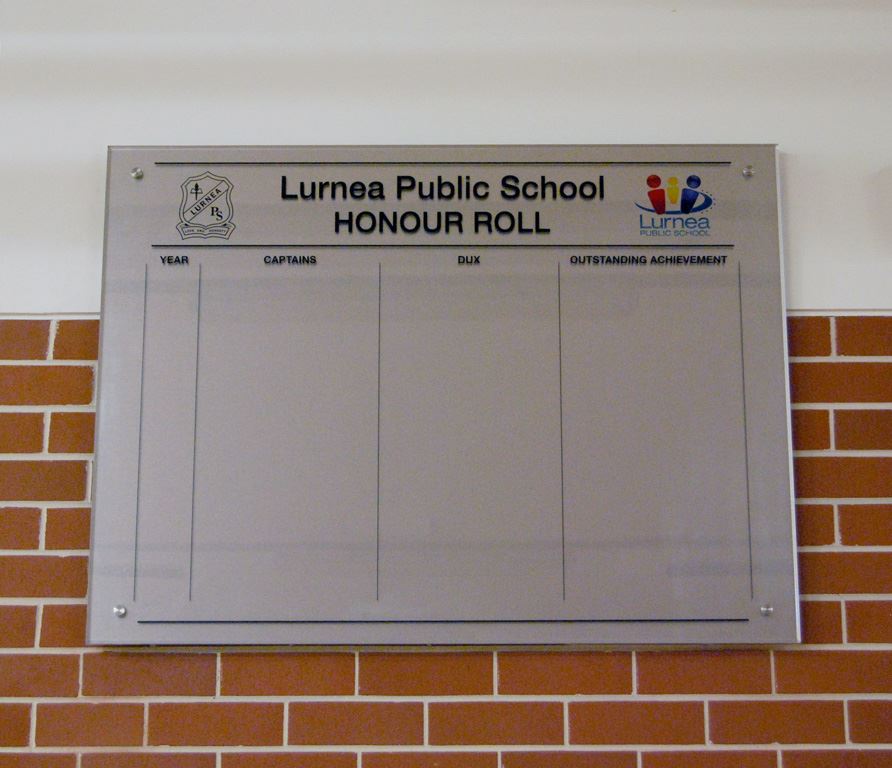 Lurnea Public School
HONOUR ROLL
LURNEA
PS
Lurnea
PUBLIC SCHOOL
YEAR CAPTAINS DUX OUTSTANDING ACHIEVEMENT